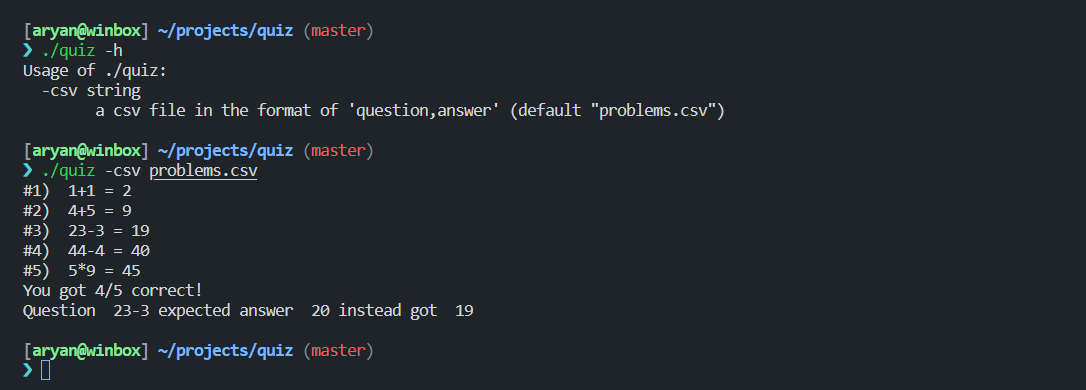 [aryan@winbox] ~/projects/quiz (master)
❯ ./quiz -h
Usage of ./quiz:
  -csv string
        a csv file in the format of 'question,answer' (default "problems.csv")

[aryan@winbox] ~/projects/quiz (master)
❯ ./quiz -csv problems.csv
#1)  1+1 = 2
#2)  4+5 = 9
#3)  23-3 = 19
#4)  44-4 = 40
#5)  5*9 = 45
You got 4/5 correct!
Question  23-3 expected answer  20 instead got  19

[aryan@winbox] ~/projects/quiz (master)
❯